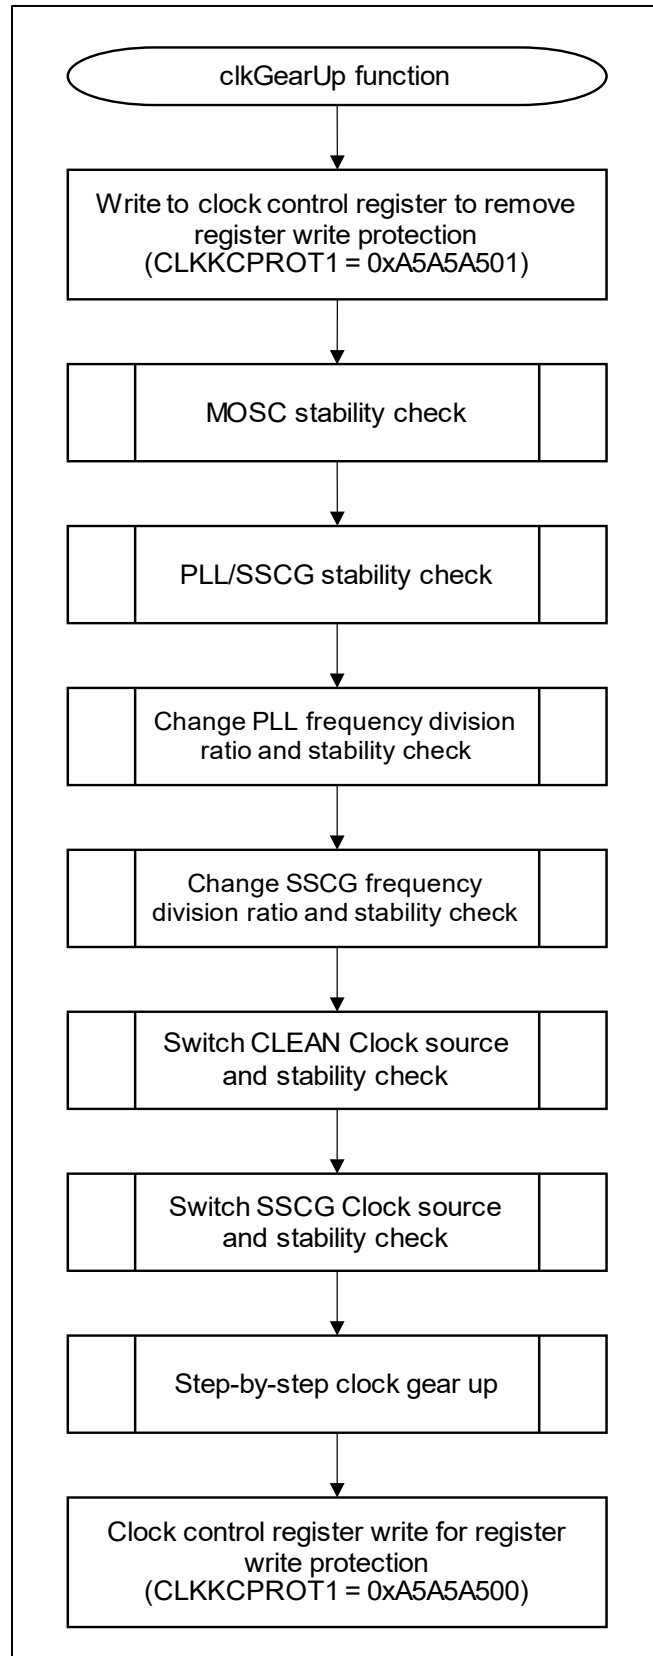 clkGearUp function
Write to clock control register to remove
register write protection
(CLKKCPROT1 = 0xA5A5A501)
MOSC stability check
PLL/SSCG stability check
Change PLL frequency division
ratio and stability check
Change SSCG frequency
division ratio and stability check
Switch CLEAN Clock source
and stability check
Switch SSCG Clock source
and stability check
Step-by-step clock gear up
Clock control register write for register
write protection
(CLKKCPROT1 = 0xA5A5A500)